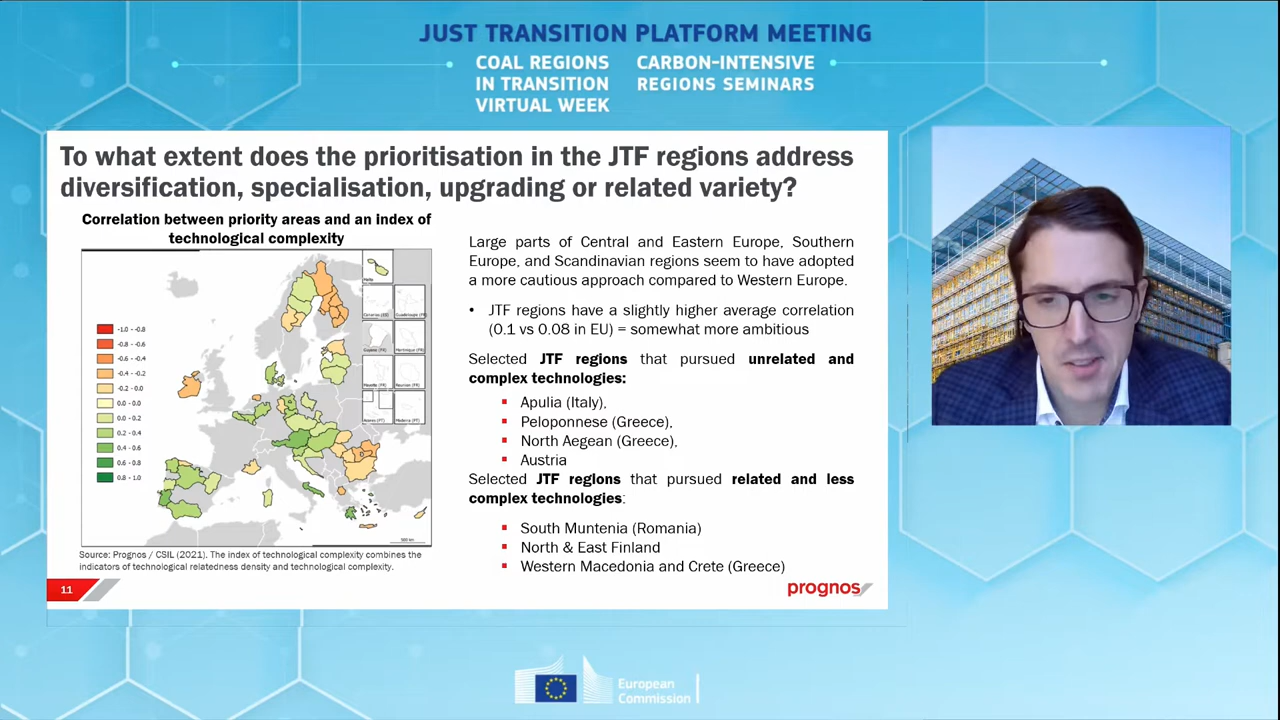 JUST TRANSITION PLATFORM MEETING
COAL REGIONS
IN TRANSITION
VIRTUAL WEEK
CARBON-INTENSIVE
REGIONS SEMINARS
To what extent does the prioritisation in the JTF regions address
diversification, specialisation, upgrading or related variety?
Correlation between priority areas and an index of
technological complexity
-1.0 - -0.8
-0.8 - -0.6
-0.6 - -0.4
-0.4 - -0.2
-0.2 - 0.0
0.0 - 0.0
0.0 - 0.2
0.2 - 0.4
0.4 - 0.6
0.6 - 0.8
0.8 - 1.0
Malta
Source: Prognos / CSIL (2021). The index of technological complexity combines the
indicators of technological relatedness density and technological complexity.
Large parts of Central and Eastern Europe, Southern
Europe, and Scandinavian regions seem to have adopted
a more cautious approach compared to Western Europe.
• JTF regions have a slightly higher average correlation
(0.1 vs 0.08 in EU) = somewhat more ambitious
Selected JTF regions that pursued unrelated and
complex technologies:
Apulia (Italy),
Peloponnese (Greece),
North Aegean (Greece),
Austria
Selected JTF regions that pursued related and less
complex technologies:
South Muntenia (Romania)
North & East Finland
Western Macedonia and Crete (Greece)
11
prognos
European
Commission